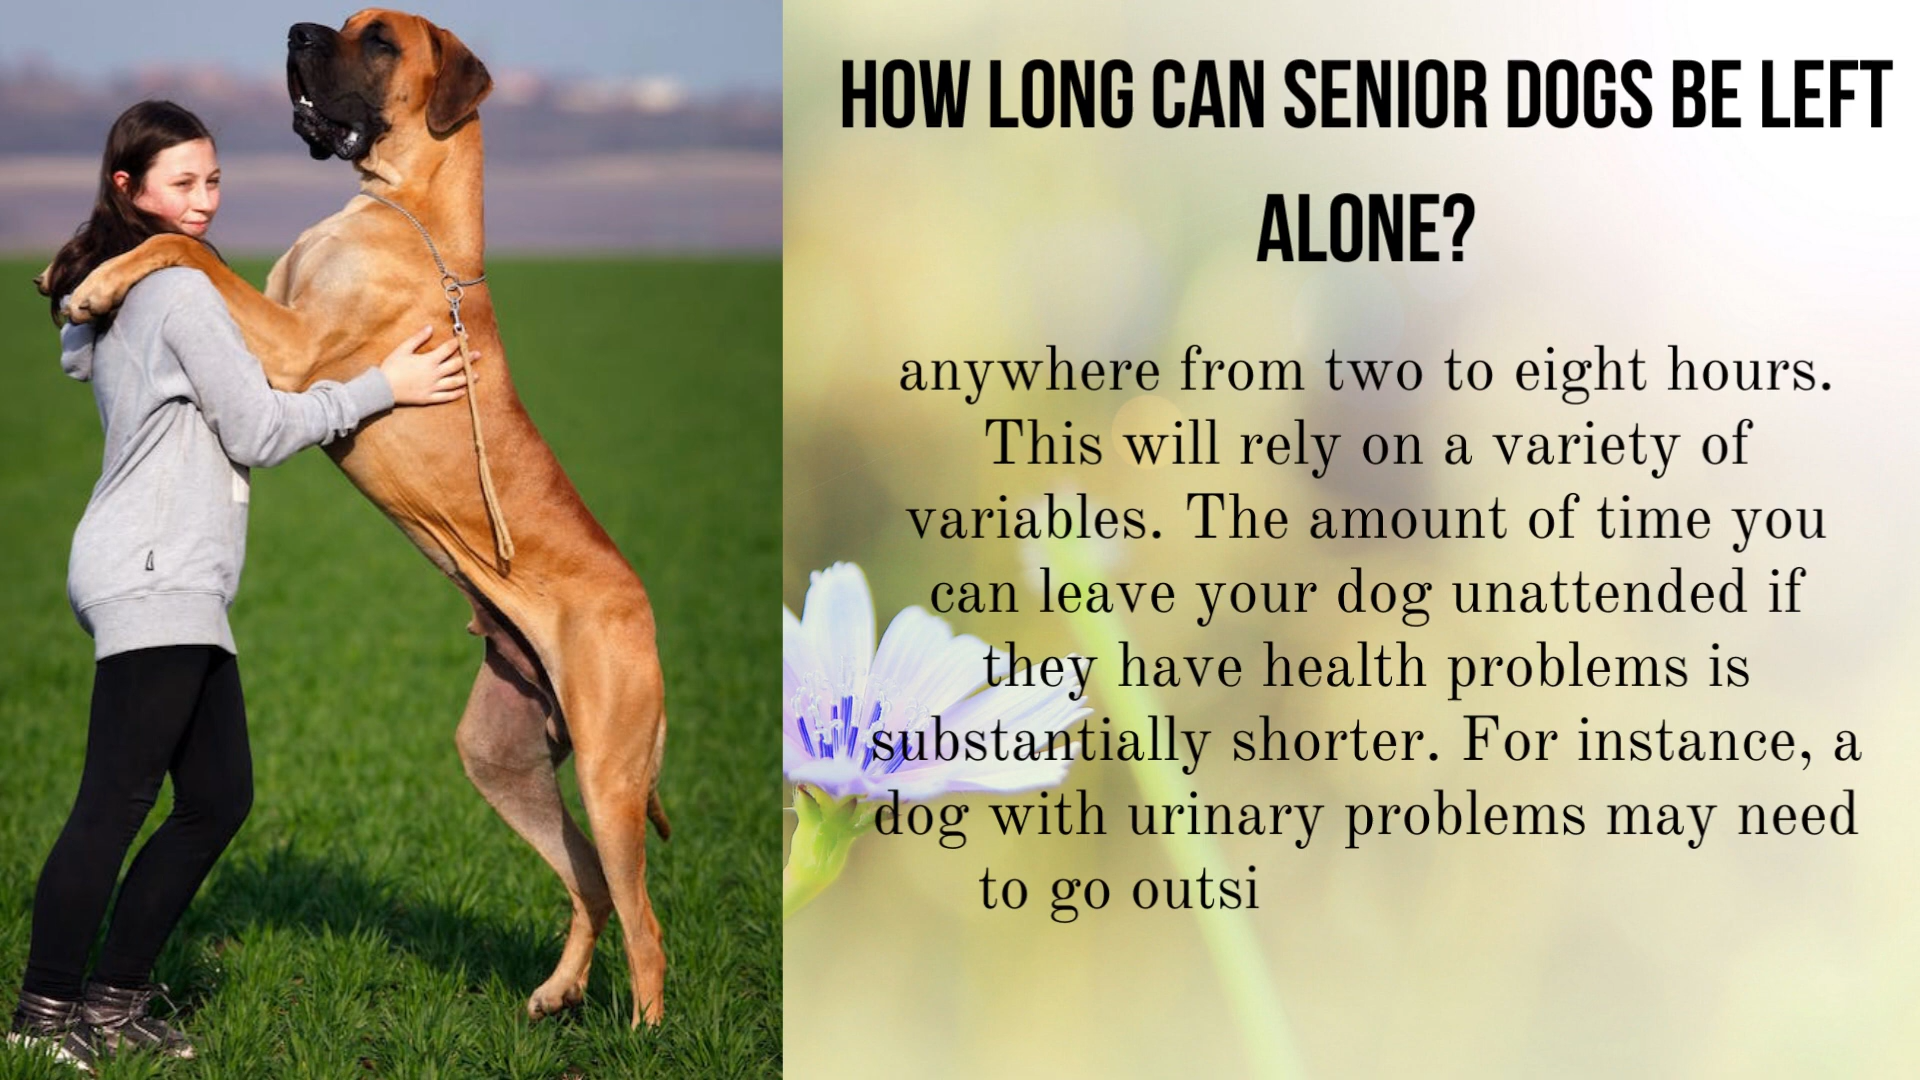 HOW LONG CAN SENIOR DOGS BE LEFT
ALONE?
anywhere from two to eight hours.
This will rely on a variety of
variables. The amount of time you
can leave your dog unattended if
they have health problems is
substantially shorter. For instance, a
dog with urinary problems may need
to go outsi